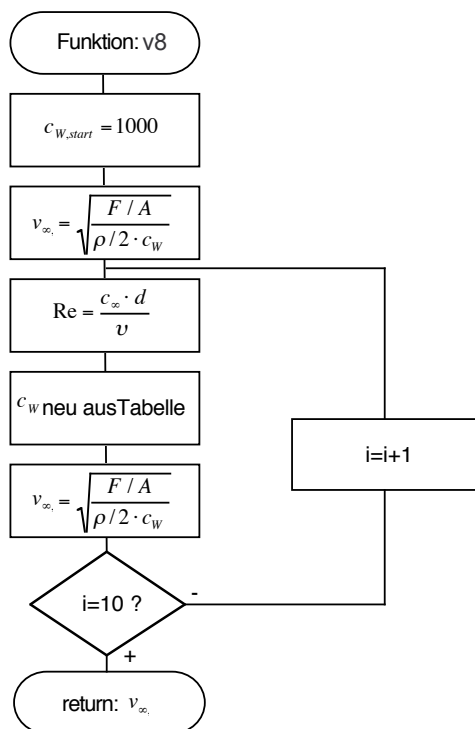 Funktion: v8
c_{W,start} = 1000
v_{∞,} = √((F / A) / (ρ/2 · c_W))
Re = (c_∞ · d) / υ
c_W neu ausTabelle
i=i+1
v_{∞,} = √((F / A) / (ρ/2 · c_W))
i=10 ?
-
+
return: v_{∞,}